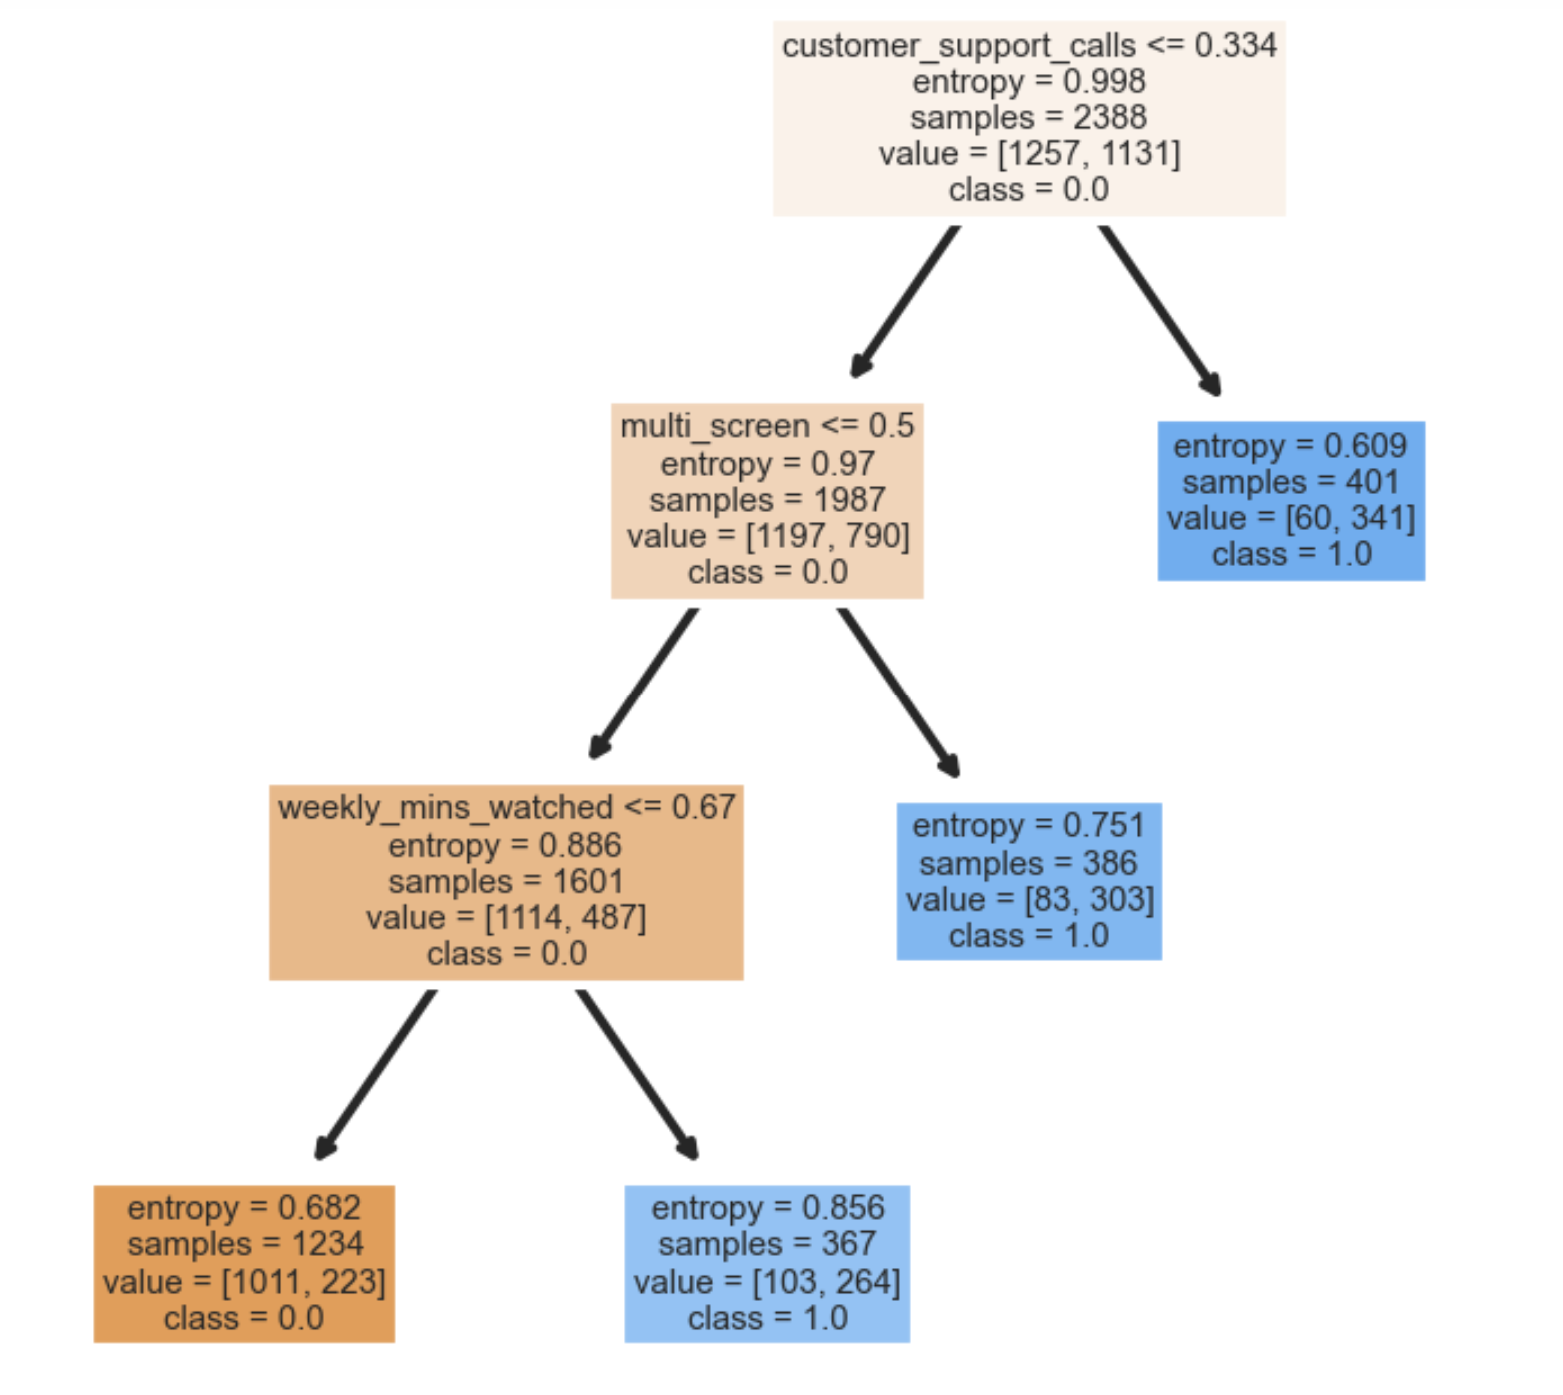 customer_support_calls <= 0.334
entropy = 0.998
samples = 2388
value = [1257, 1131]
class = 0.0
multi_screen <= 0.5
entropy = 0.97
samples = 1987
value = [1197, 790]
class = 0.0
entropy = 0.609
samples = 401
value = [60, 341]
class = 1.0
weekly_mins_watched <= 0.67
entropy = 0.886
samples = 1601
value = [1114, 487]
class = 0.0
entropy = 0.751
samples = 386
value = [83, 303]
class = 1.0
entropy = 0.682
samples = 1234
value = [1011, 223]
class = 0.0
entropy = 0.856
samples = 367
value = [103, 264]
class = 1.0